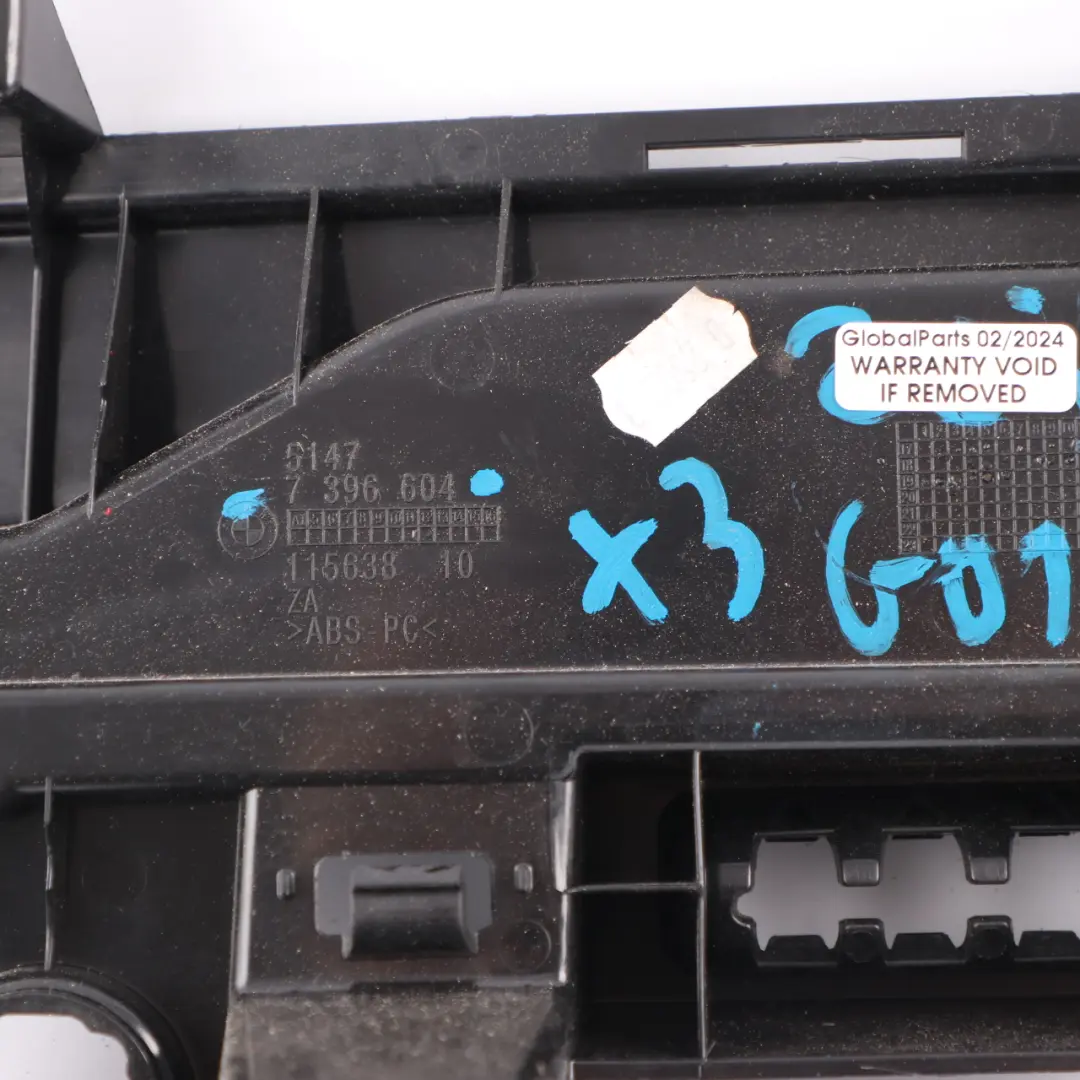 GlobalParts 02/2024
WARRANTY VOID
IF REMOVED
5147
7 396 604
115638 10
ZA
>ABS-PC<
X3 G01